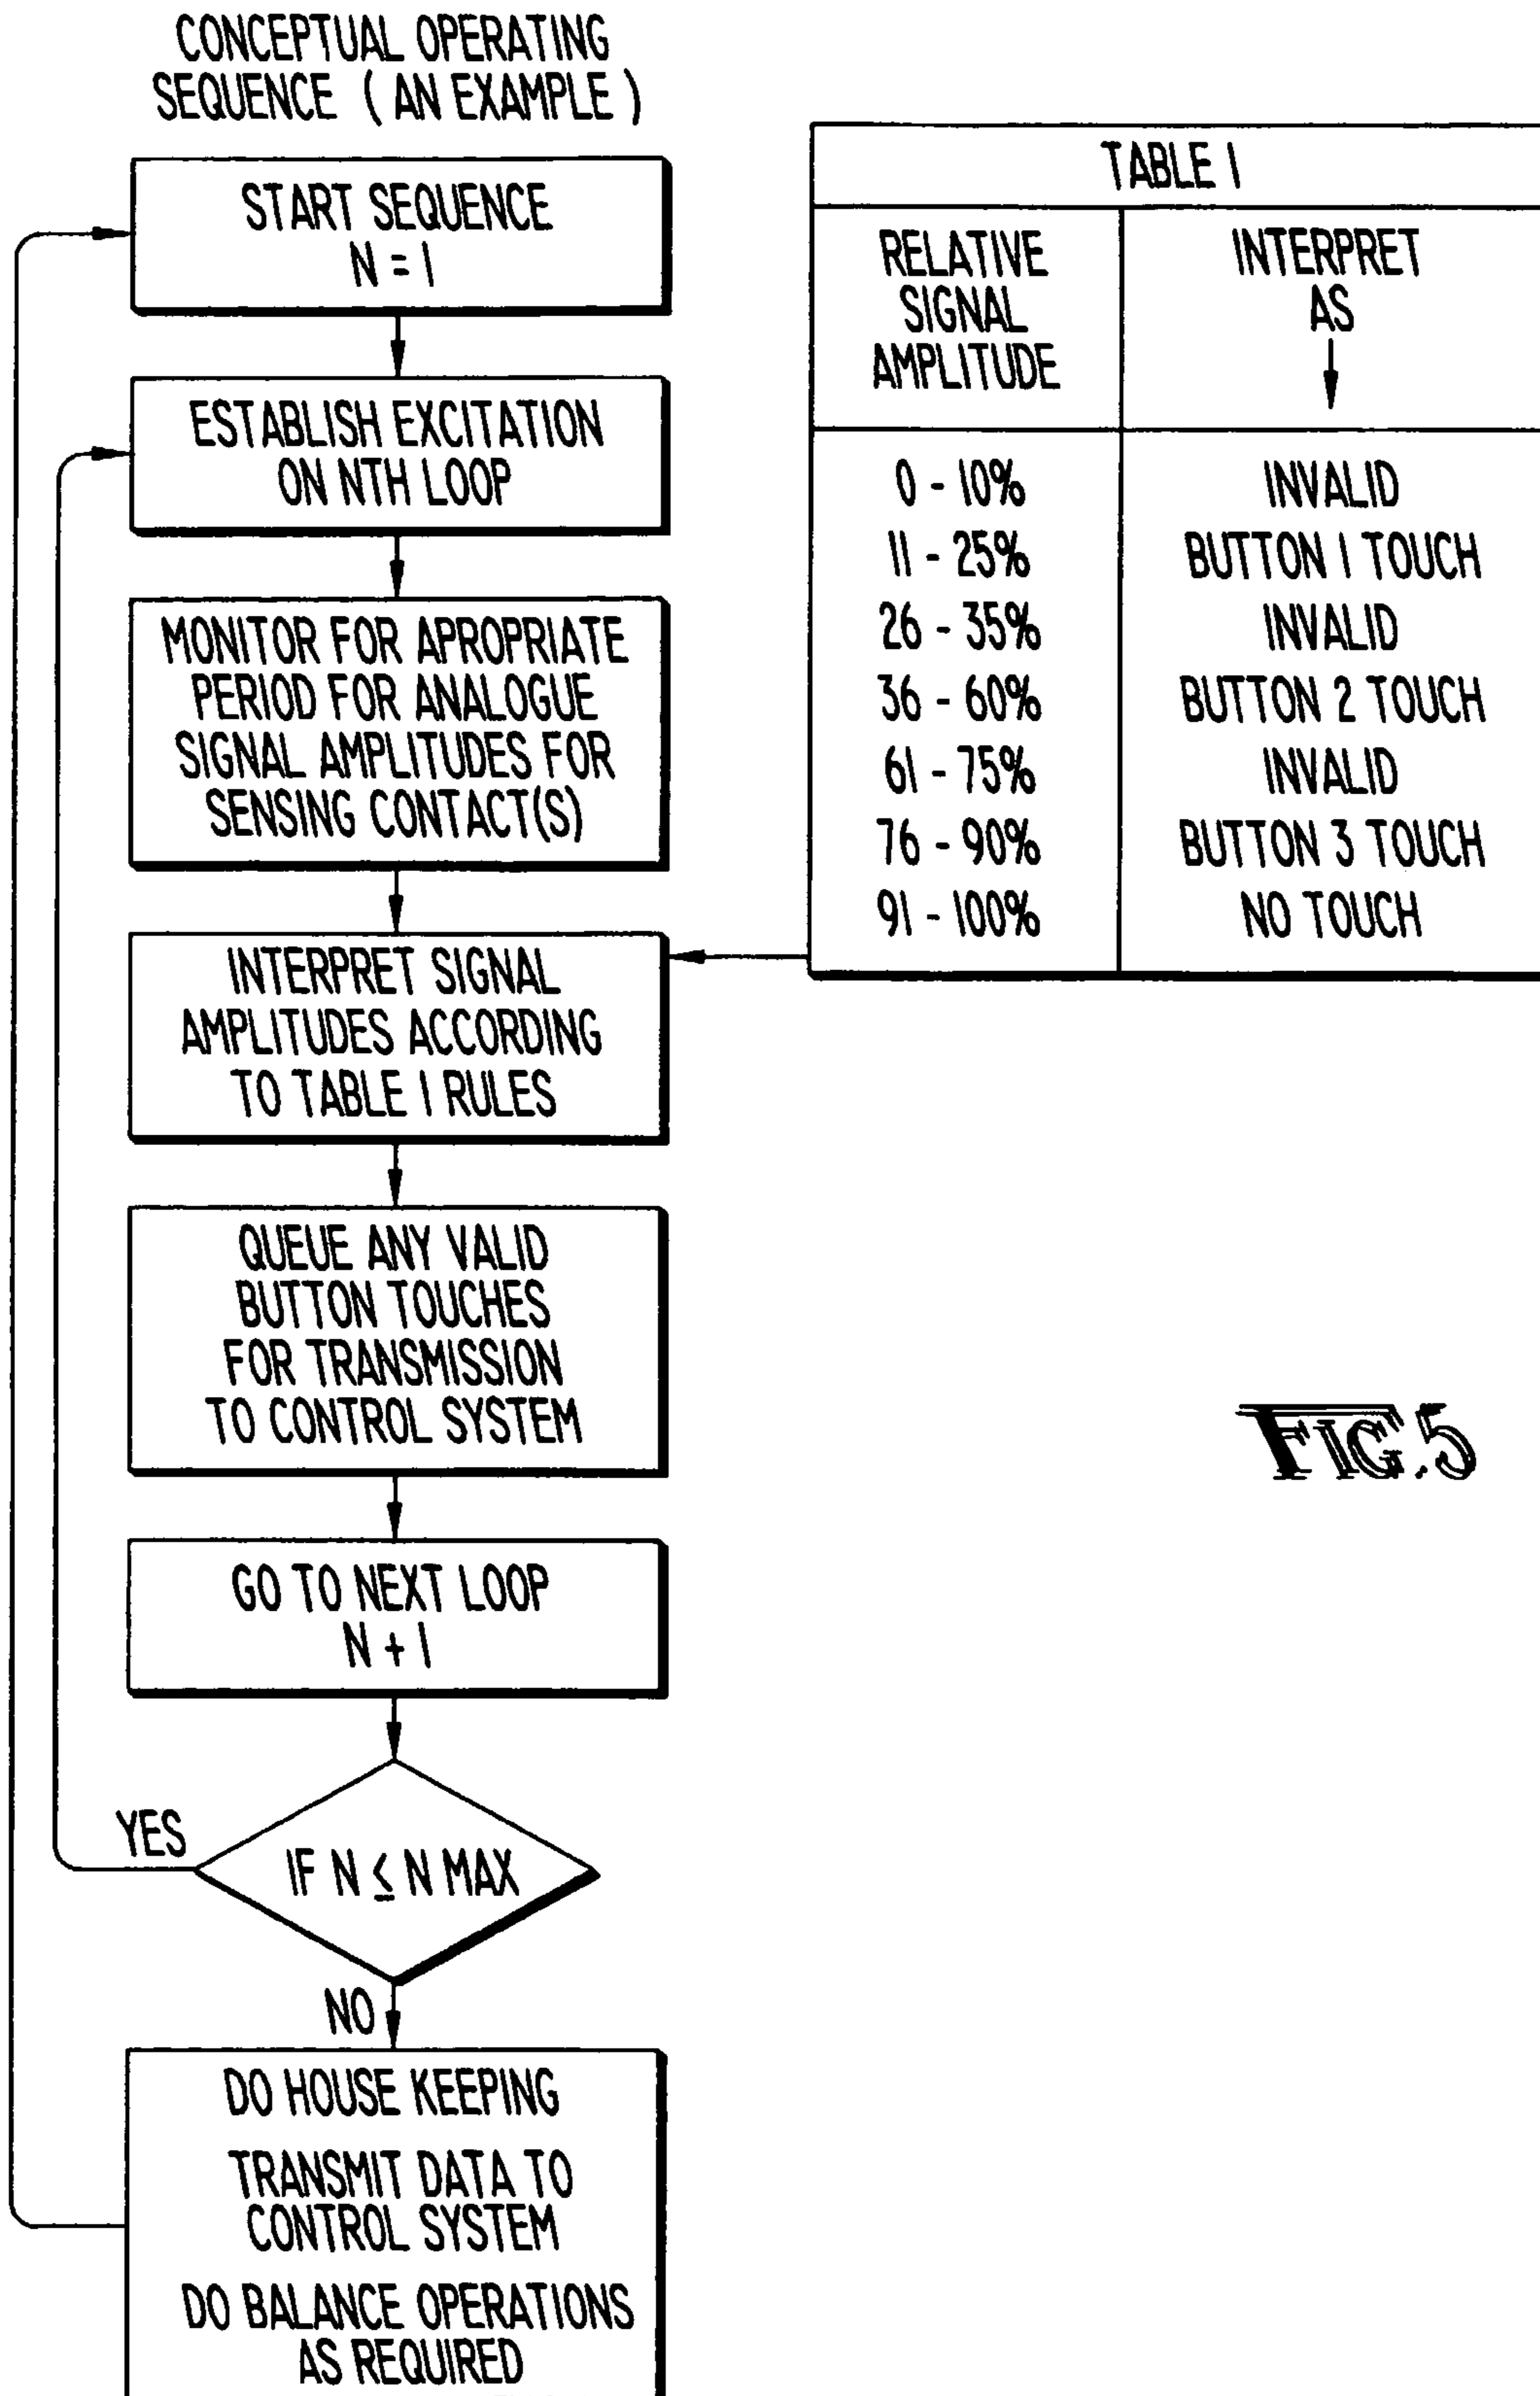 CONCEPTUAL OPERATING
SEQUENCE ( AN EXAMPLE )
START SEQUENCE
N = 1
ESTABLISH EXCITATION
ON NTH LOOP
MONITOR FOR APROPRIATE
PERIOD FOR ANALOGUE
SIGNAL AMPLITUDES FOR
SENSING CONTACT(S)
INTERPRET SIGNAL
AMPLITUDES ACCORDING
TO TABLE 1 RULES
QUEUE ANY VALID
BUTTON TOUCHES
FOR TRANSMISSION
TO CONTROL SYSTEM
GO TO NEXT LOOP
N + 1
IF N ≤ N MAX
YES
NO
DO HOUSE KEEPING
TRANSMIT DATA TO
CONTROL SYSTEM
DO BALANCE OPERATIONS
AS REQUIRED
TABLE 1
RELATIVE
SIGNAL
AMPLITUDE
INTERPRET
AS
0 - 10% INVALID
11 - 25% BUTTON 1 TOUCH
26 - 35% INVALID
36 - 60% BUTTON 2 TOUCH
61 - 75% INVALID
76 - 90% BUTTON 3 TOUCH
91 - 100% NO TOUCH
FIG. 5